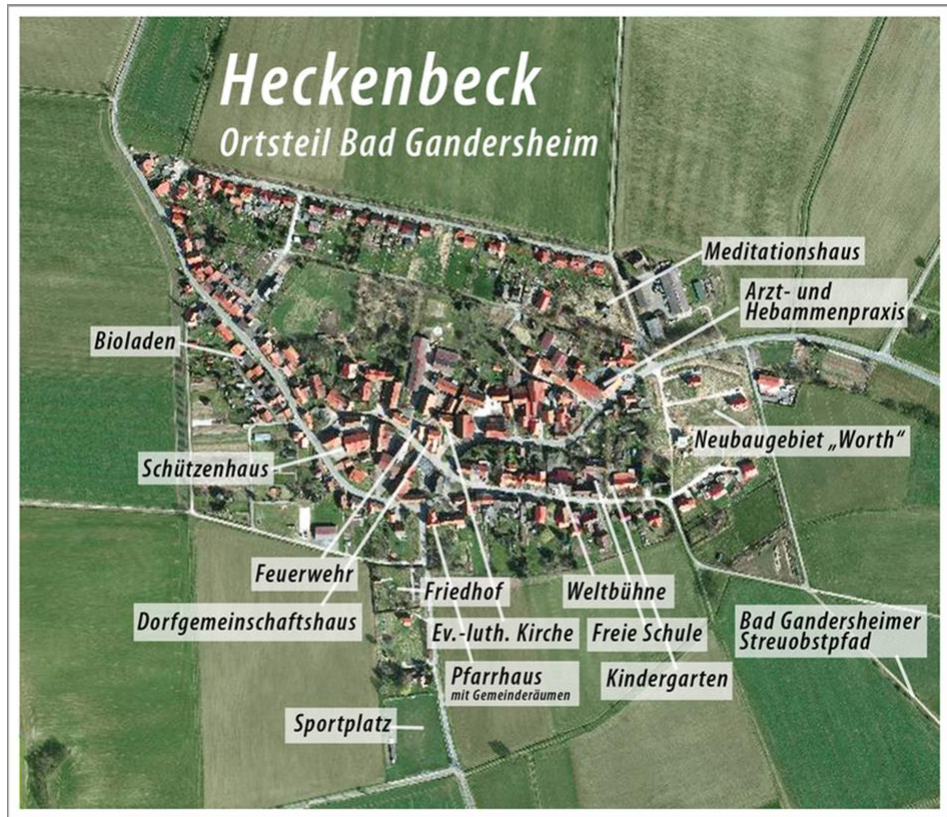 Heckenbeck
Ortsteil Bad Gandersheim
Meditationshaus
Arzt- und
Hebammenpraxis
Bioladen
Neubaugebiet „Worth“
Schützenhaus
Feuerwehr
Friedhof
Weltbühne
Dorfgemeinschaftshaus
Ev.-luth. Kirche
Freie Schule
Bad Gandersheimer
Streuobstpfad
Pfarrhaus
mit Gemeinderäumen
Kindergarten
Sportplatz